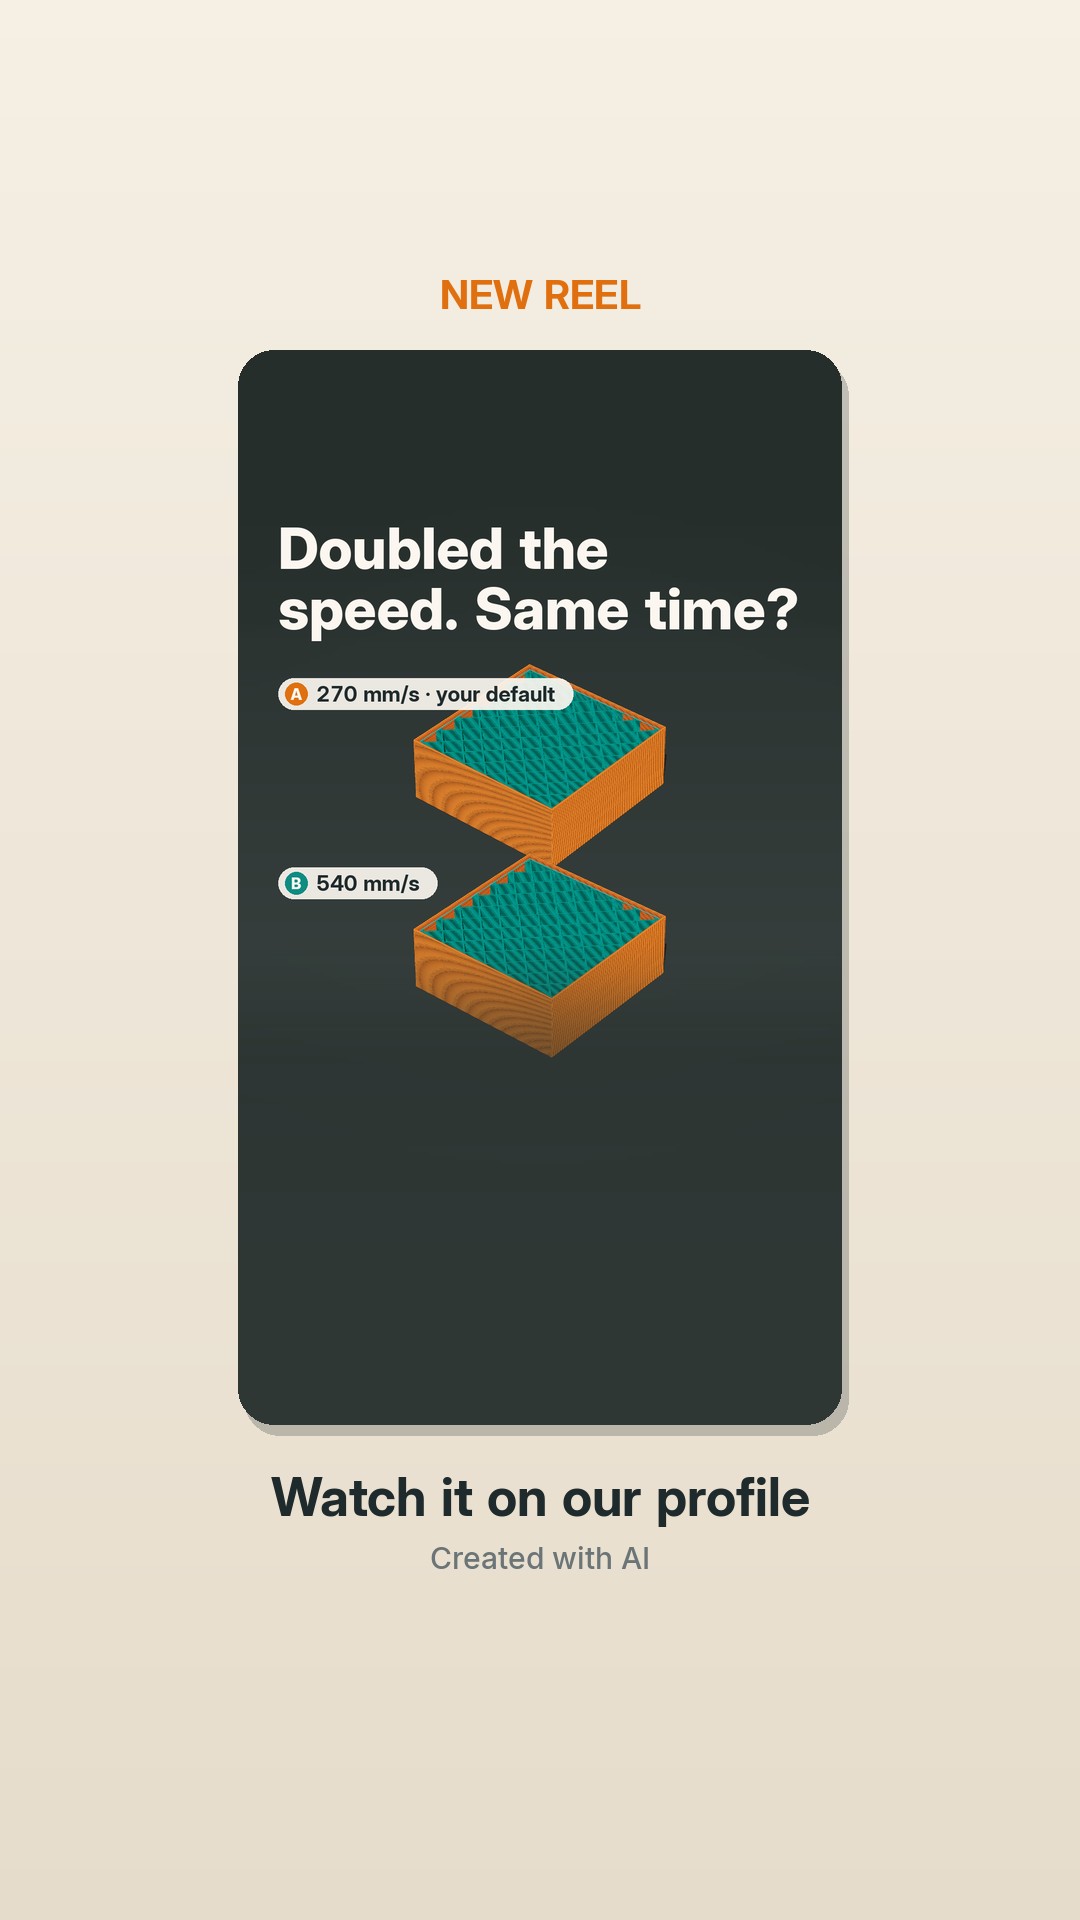 NEW REEL
Doubled the
speed. Same time?
A 270 mm/s · your default
B 540 mm/s
Watch it on our profile
Created with AI